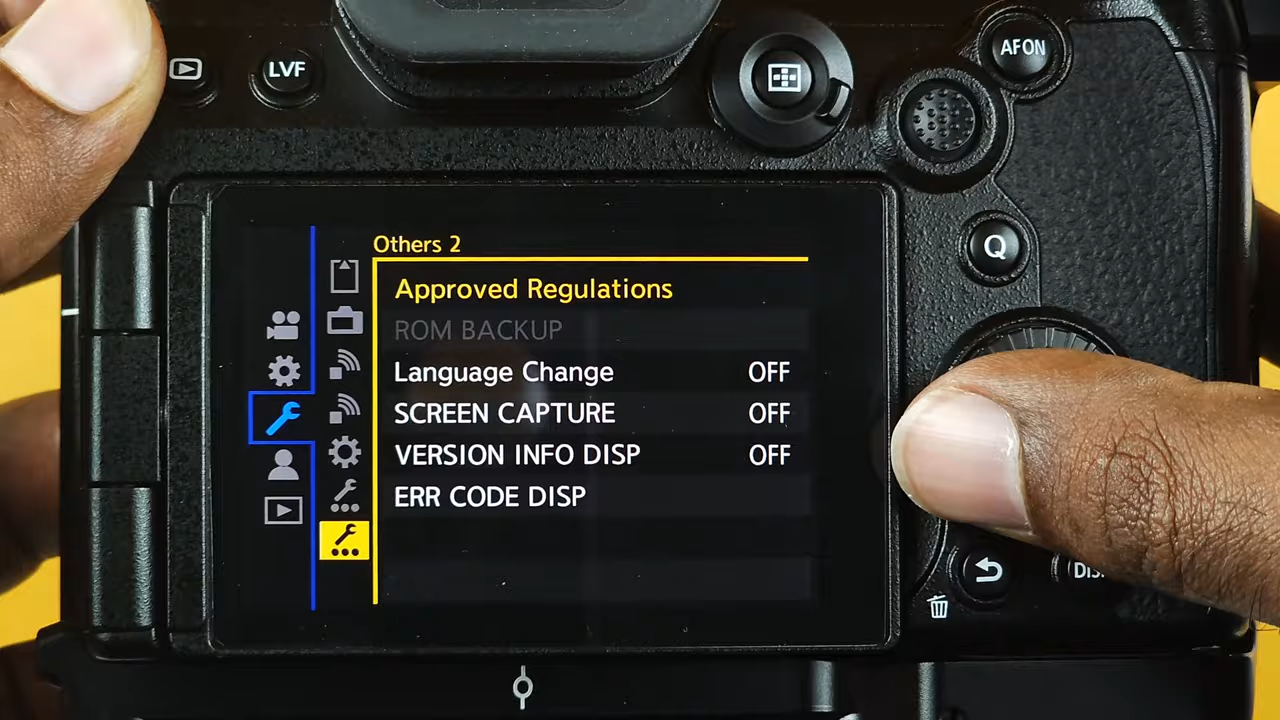 LVF
AFON
Q
Others 2
Approved Regulations
ROM BACKUP
Language Change OFF
SCREEN CAPTURE OFF
VERSION INFO DISP OFF
ERR CODE DISP